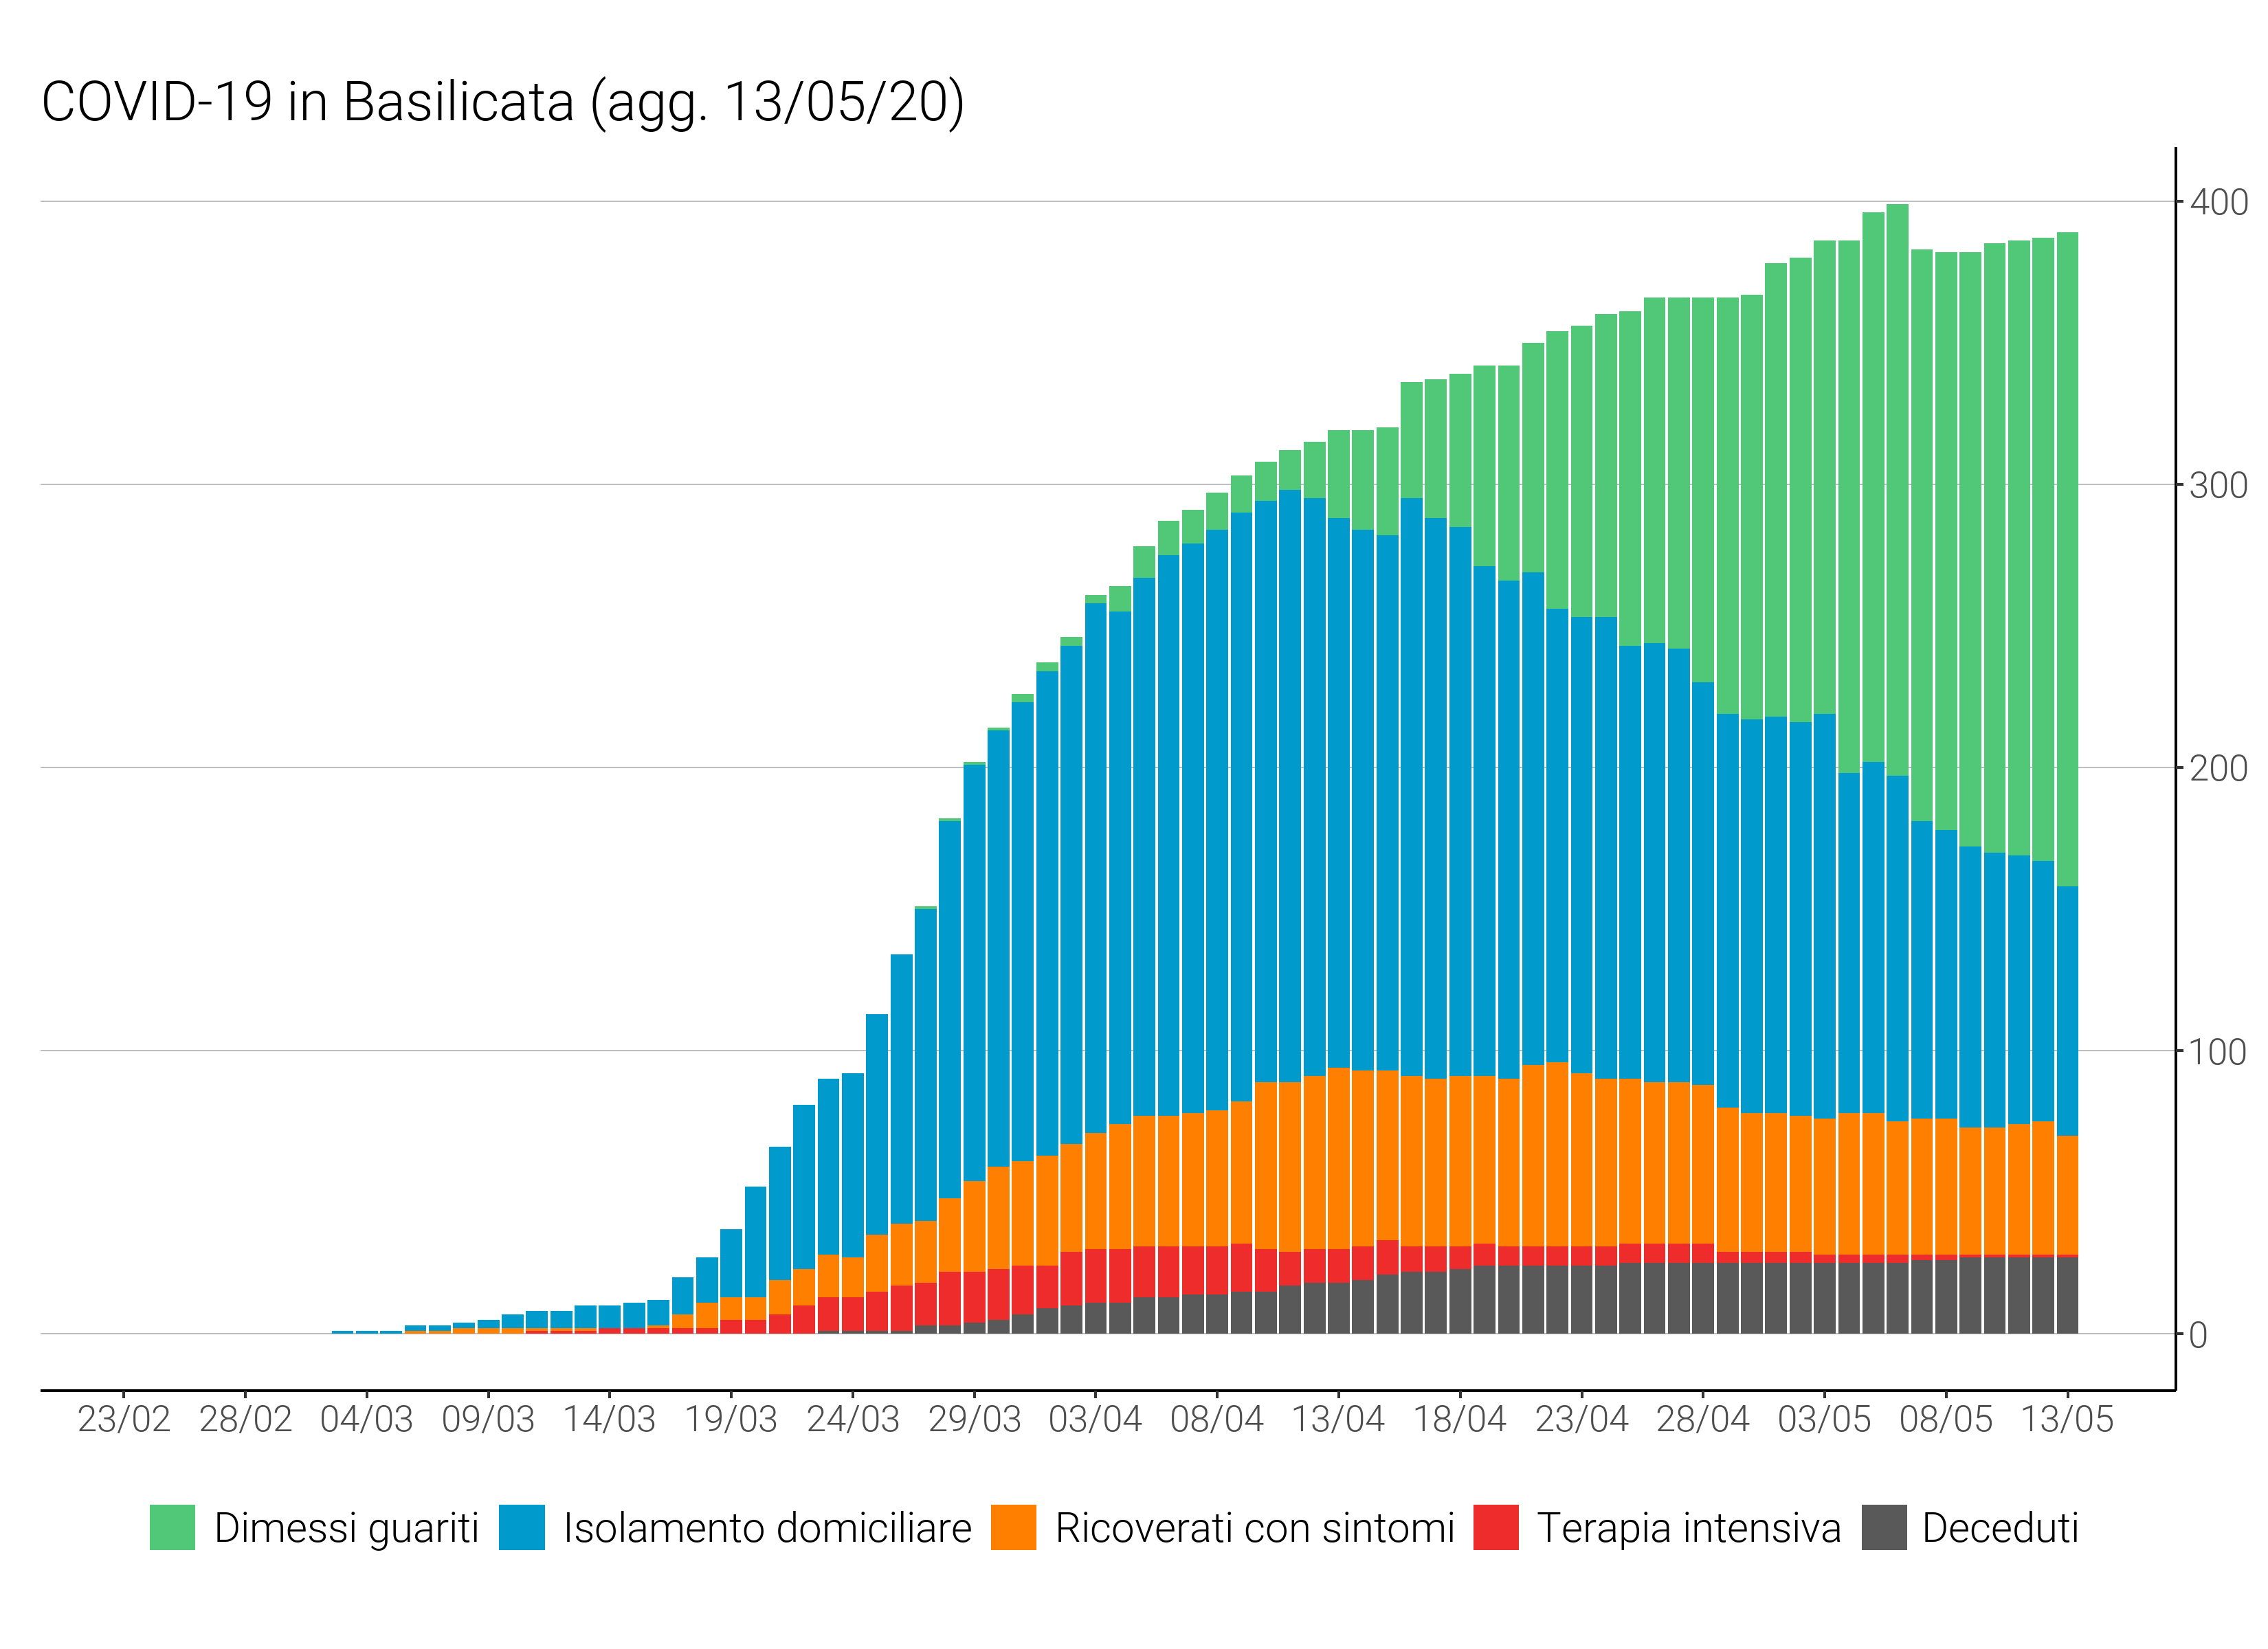 COVID-19 in Basilicata (agg. 13/05/20)
400
300
200
100
0
23/02 28/02 04/03 09/03 14/03 19/03 24/03 29/03 03/04 08/04 13/04 18/04 23/04 28/04 03/05 08/05 13/05
Dimessi guariti Isolamento domiciliare Ricoverati con sintomi Terapia intensiva Deceduti